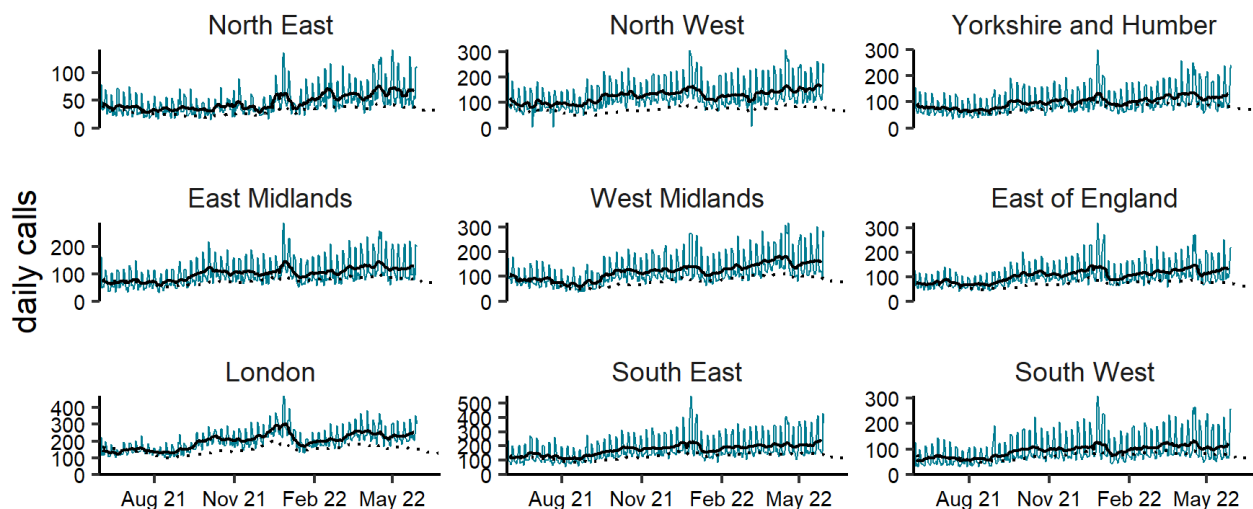 North East
North West
Yorkshire and Humber
100
50
0
300
200
100
0
300
200
100
0
daily calls
East Midlands
West Midlands
East of England
200
100
0
300
200
100
0
300
200
100
0
London
South East
South West
400
300
200
100
0
500
400
300
200
100
0
300
200
100
0
Aug 21 Nov 21 Feb 22 May 22
Aug 21 Nov 21 Feb 22 May 22
Aug 21 Nov 21 Feb 22 May 22